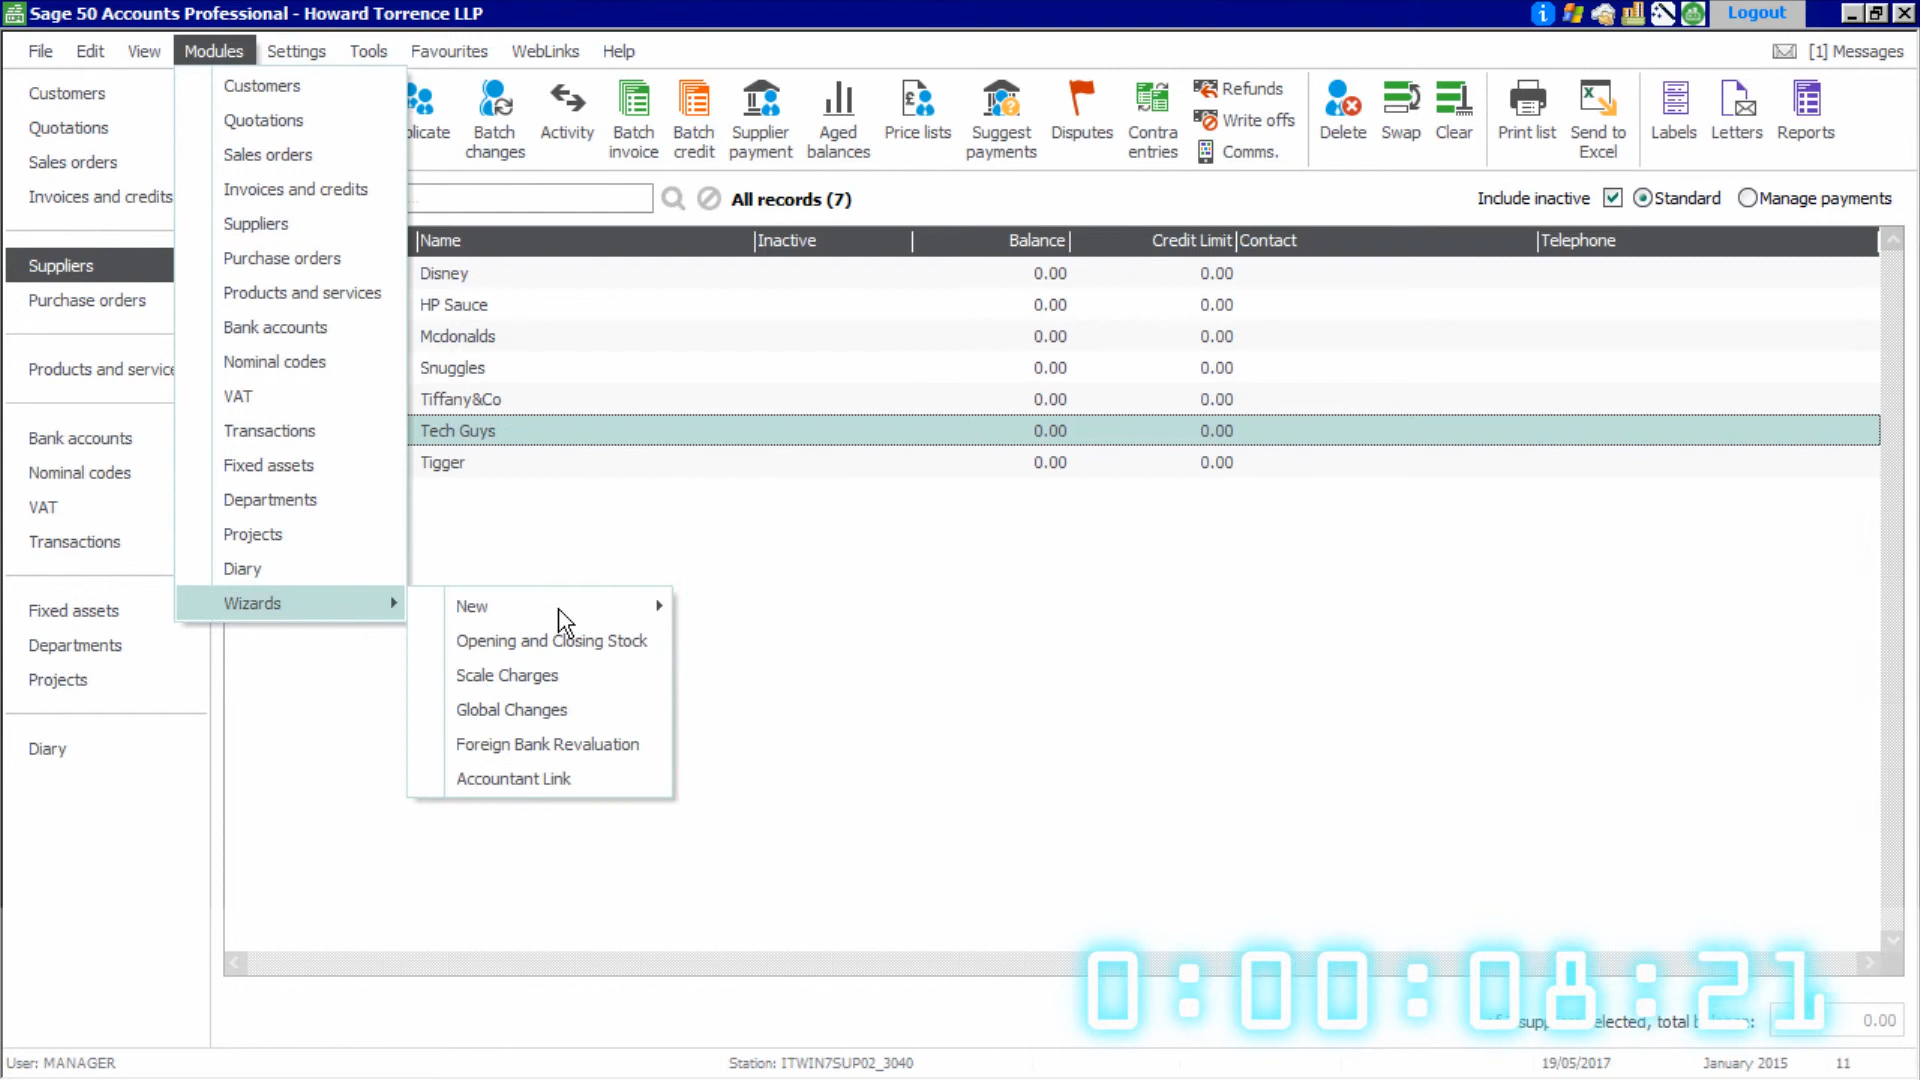 Sage 50 Accounts Professional - Howard Torrence LLP
Logout
File Edit View Modules Settings Tools Favourites WebLinks Help
[1] Messages
Customers
Quotations
Sales orders
Invoices and credits
Suppliers
Purchase orders
Products and service
Bank accounts
Nominal codes
VAT
Transactions
Fixed assets
Departments
Projects
Diary
Customers
Quotations
Sales orders
Invoices and credits
Suppliers
Purchase orders
Products and services
Bank accounts
Nominal codes
VAT
Transactions
Fixed assets
Departments
Projects
Diary
Wizards
New
Opening and Closing Stock
Scale Charges
Global Changes
Foreign Bank Revaluation
Accountant Link
plicate
Batch changes
Activity
Batch invoice
Batch credit
Supplier payment
Aged balances
Price lists
Suggest payments
Disputes
Contra entries
Refunds
Write offs
Comms.
Delete
Swap
Clear
Print list
Send to Excel
Labels
Letters
Reports
All records (7)
Include inactive Standard Manage payments
Name Inactive Balance Credit Limit Contact Telephone
Disney 0.00 0.00
HP Sauce 0.00 0.00
Mcdonalds 0.00 0.00
Snuggles 0.00 0.00
Tiffany&Co 0.00 0.00
Tech Guys 0.00 0.00
Tigger 0.00 0.00
0:00:08:21
elected, total 0.00
User: MANAGER Station: ITWIN7SUP02_3040 19/05/2017 January 2015 11